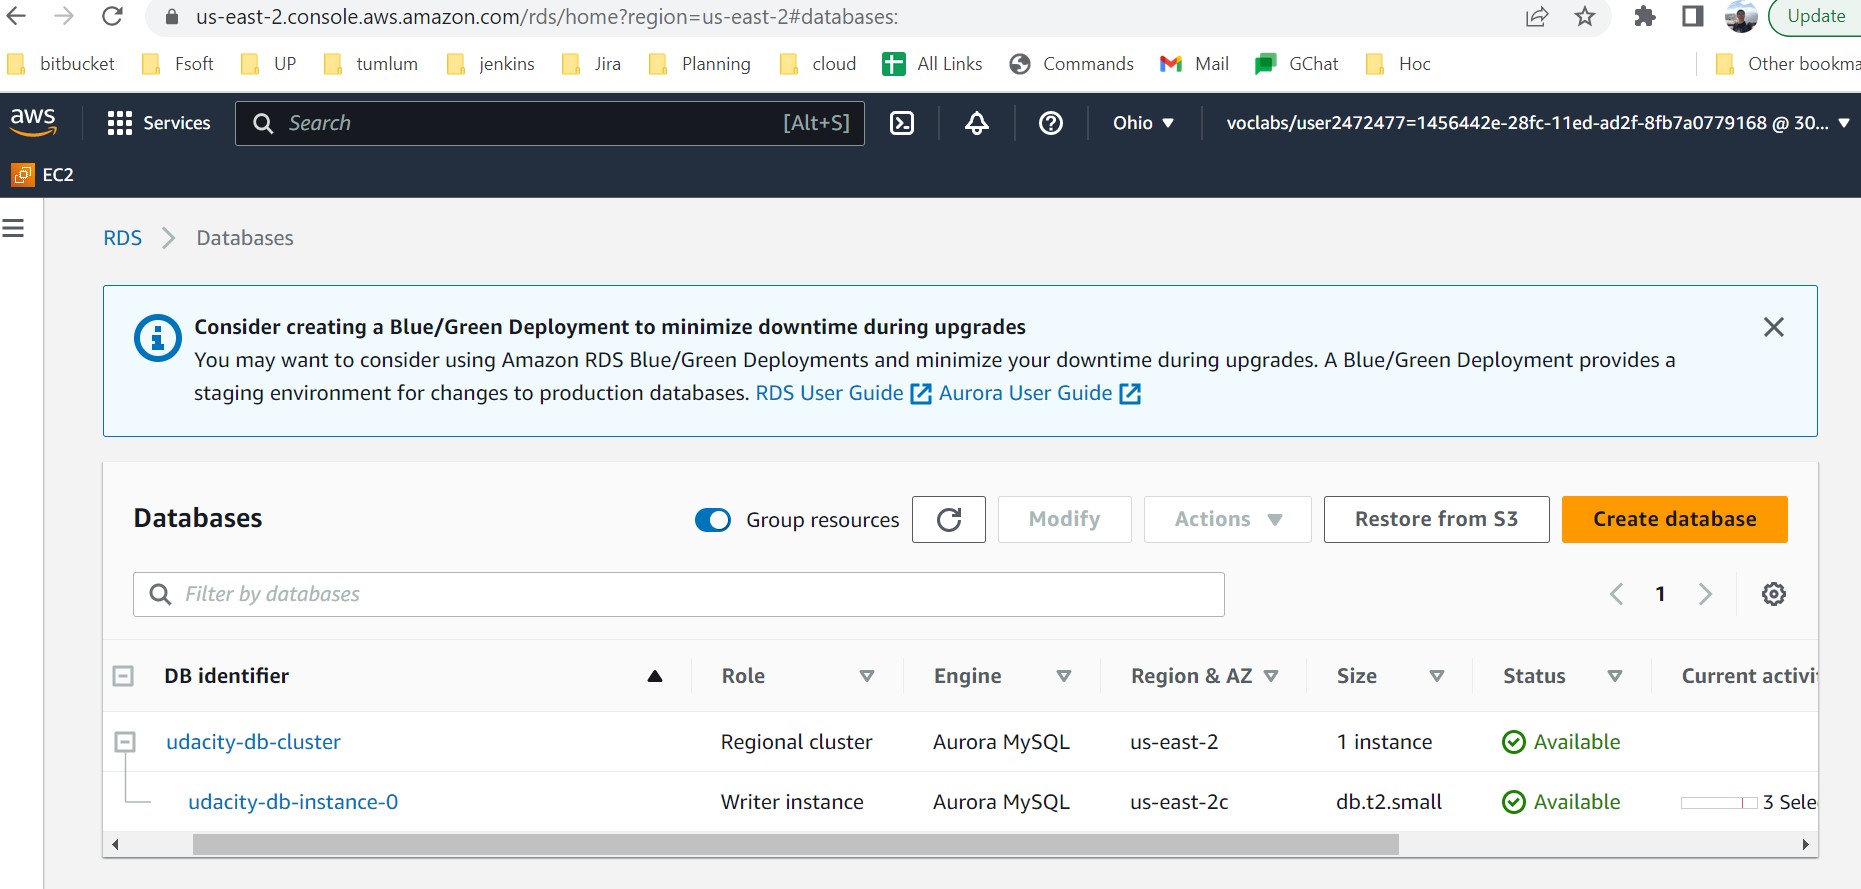 us-east-2.console.aws.amazon.com/rds/home?region=us-east-2#databases:
Update
bitbucket Fsoft UP tumlum jenkins Jira Planning cloud All Links Commands Mail GChat Hoc Other bookma
aws Services Search [Alt+S] Ohio voclabs/user2472477=1456442e-28fc-11ed-ad2f-8fb7a0779168 @ 30...
EC2
RDS Databases
Consider creating a Blue/Green Deployment to minimize downtime during upgrades
You may want to consider using Amazon RDS Blue/Green Deployments and minimize your downtime during upgrades. A Blue/Green Deployment provides a
staging environment for changes to production databases. RDS User Guide Aurora User Guide
Databases Group resources Modify Actions Restore from S3 Create database
Filter by databases 1
DB identifier Role Engine Region & AZ Size Status Current activi
udacity-db-cluster Regional cluster Aurora MySQL us-east-2 1 instance Available
udacity-db-instance-0 Writer instance Aurora MySQL us-east-2c db.t2.small Available 3 Sele